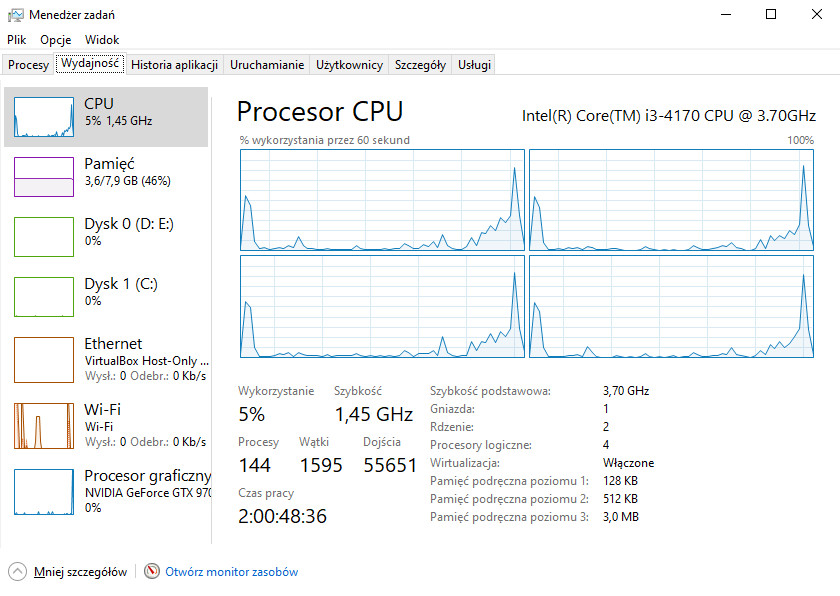 Menedżer zadań
Plik Opcje Widok
Procesy Wydajność Historia aplikacji Uruchamianie Użytkownicy Szczegóły Usługi
CPU
5% 1,45 GHz
Pamięć
3,6/7,9 GB (46%)
Dysk 0 (D: E:)
0%
Dysk 1 (C:)
0%
Ethernet
VirtualBox Host-Only ...
Wysł.: 0 Odebr.: 0 Kb/s
Wi-Fi
Wi-Fi
Wysł.: 0 Odebr.: 0 Kb/s
Procesor graficzny
NVIDIA GeForce GTX 970
0%
Procesor CPU
Intel(R) Core(TM) i3-4170 CPU @ 3.70GHz
% wykorzystania przez 60 sekund 100%
Wykorzystanie Szybkość
5% 1,45 GHz
Procesy Wątki Dojścia
144 1595 55651
Czas pracy
2:00:48:36
Szybkość podstawowa: 3,70 GHz
Gniazda: 1
Rdzenie: 2
Procesory logiczne: 4
Wirtualizacja: Włączone
Pamięć podręczna poziomu 1: 128 KB
Pamięć podręczna poziomu 2: 512 KB
Pamięć podręczna poziomu 3: 3,0 MB
Mniej szczegółów Otwórz monitor zasobów